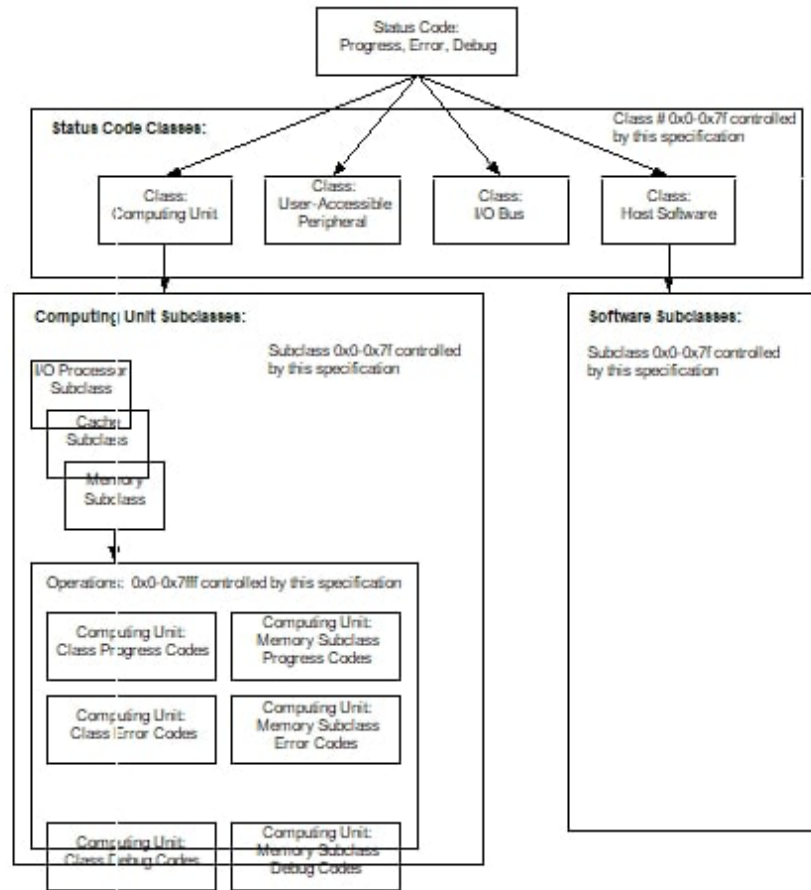 Status Code:
Progress, Error, Debug
Status Code Classes:
Class # 0x0-0x7f controlled
by this specification
Class:
Computing Unit
Class:
User-Accessible
Peripheral
Class:
I/O Bus
Class:
Host Software
Computing Unit Subclasses:
Subclass 0x0-0x7f controlled
by this specification
I/O Processor
Subclass
Cache
Subclass
Memory
Subclass
Operations: 0x0-0x7fff controlled by this specification
Computing Unit:
Class Progress Codes
Computing Unit:
Memory Subclass
Progress Codes
Computing Unit:
Class Error Codes
Computing Unit:
Memory Subclass
Error Codes
Computing Unit:
Class Debug Codes
Computing Unit:
Memory Subclass
Debug Codes
Software Subclasses:
Subclass 0x0-0x7f controlled
by this specification